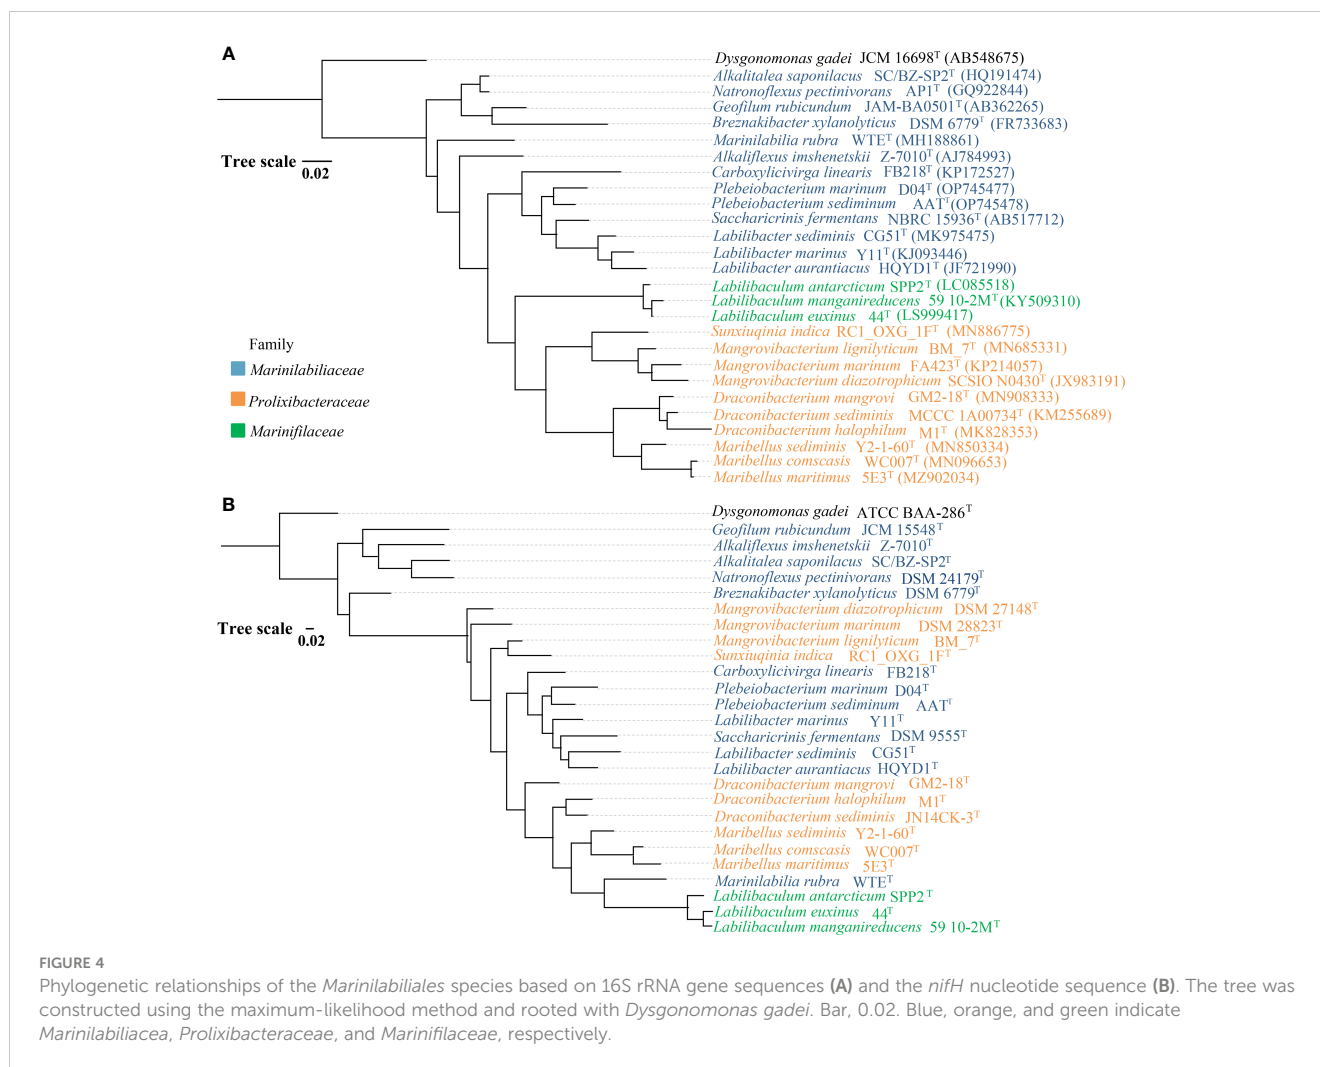 A
Dysgonomonas gadei JCM 16698ᵀ (AB548675)
Alkalitalea saponilacus SC/BZ-SP2ᵀ (HQ191474)
Natronoflexus pectinivorans AP1ᵀ (GQ922844)
Geofilum rubicundum JAM-BA0501ᵀ (AB362265)
Breznakibacter xylanolyticus DSM 6779ᵀ (FR733683)
Marinilabilia rubra WTEᵀ (MH188861)
Alkaliflexus imshenetskii Z-7010ᵀ (AJ784993)
Tree scale
0.02
Carboxylicivirga linearis FB218ᵀ (KP172527)
Plebeiobacterium marinum D04ᵀ (OP745477)
Plebeiobacterium sediminum AATᵀ (OP745478)
Saccharicrinis fermentans NBRC 15936ᵀ (AB517712)
Labilibacter sediminis CG51ᵀ (MK975475)
Labilibacter marinus Y11ᵀ (KJ093446)
Labilibacter aurantiacus HQYD1ᵀ (JF721990)
Labilibaculum antarcticum SPP2ᵀ (LC085518)
Labilibaculum manganireducens 59 10-2Mᵀ (KY509310)
Labilibaculum euxinus 44ᵀ (LS999417)
Sunxiuqinia indica RC1_OXG_1Fᵀ (MN886775)
Mangrovibacterium lignilyticum BM_7ᵀ (MN685331)
Mangrovibacterium marinum FA423ᵀ (KP214057)
Mangrovibacterium diazotrophicum SCSIO N0430ᵀ (JX983191)
Draconibacterium mangrovi GM2-18ᵀ (MN908333)
Draconibacterium sediminis MCCC 1A00734ᵀ (KM255689)
Draconibacterium halophilum M1ᵀ (MK828353)
Maribellus sediminis Y2-1-60ᵀ (MN850334)
Maribellus comscasis WC007ᵀ (MN096653)
Maribellus maritimus 5E3ᵀ (MZ902034)
Family
Marinilabiliaceae
Prolixibacteraceae
Marinifilaceae
B
Dysgonomonas gadei ATCC BAA-286ᵀ
Geofilum rubicundum JCM 15548ᵀ
Alkaliflexus imshenetskii Z-7010ᵀ
Alkalitalea saponilacus SC/BZ-SP2ᵀ
Natronoflexus pectinivorans DSM 24179ᵀ
Breznakibacter xylanolyticus DSM 6779ᵀ
Mangrovibacterium diazotrophicum DSM 27148ᵀ
Mangrovibacterium marinum DSM 28823ᵀ
Tree scale
0.02
Mangrovibacterium lignilyticum BM_7ᵀ
Sunxiuqinia indica RC1_OXG_1Fᵀ
Carboxylicivirga linearis FB218ᵀ
Plebeiobacterium marinum D04ᵀ
Plebeiobacterium sediminum AATᵀ
Labilibacter marinus Y11ᵀ
Saccharicrinis fermentans DSM 9555ᵀ
Labilibacter sediminis CG51ᵀ
Labilibacter aurantiacus HQYD1ᵀ
Draconibacterium mangrovi GM2-18ᵀ
Draconibacterium halophilum M1ᵀ
Draconibacterium sediminis JN14CK-3ᵀ
Maribellus sediminis Y2-1-60ᵀ
Maribellus comscasis WC007ᵀ
Maribellus maritimus 5E3ᵀ
Marinilabilia rubra WTEᵀ
Labilibaculum antarcticum SPP2ᵀ
Labilibaculum euxinus 44ᵀ
Labilibaculum manganireducens 59 10-2Mᵀ
FIGURE 4
Phylogenetic relationships of the Marinilabiliales species based on 16S rRNA gene sequences (A) and the nifH nucleotide sequence (B). The tree was
constructed using the maximum-likelihood method and rooted with Dysgonomonas gadei. Bar, 0.02. Blue, orange, and green indicate
Marinilabiliacea, Prolixibacteraceae, and Marinifilaceae, respectively.